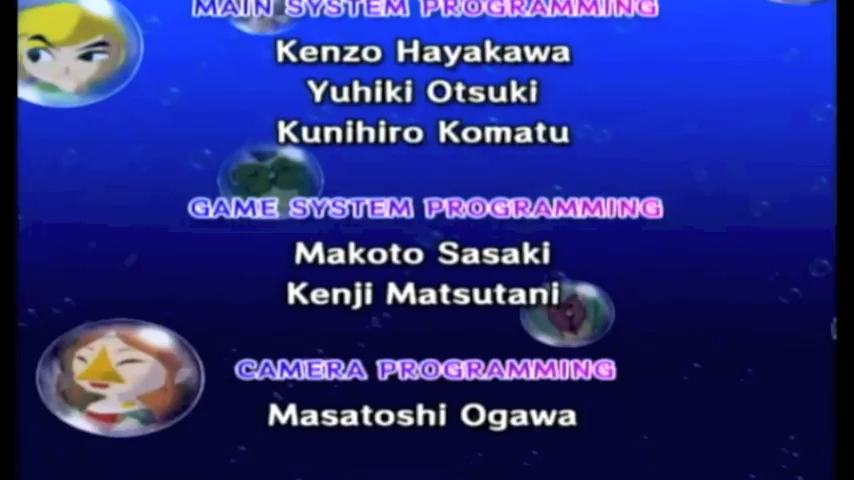 MAIN SYSTEM PROGRAMMING
Kenzo Hayakawa
Yuhiki Otsuki
Kunihiro Komatu
GAME SYSTEM PROGRAMMING
Makoto Sasaki
Kenji Matsutani
CAMERA PROGRAMMING
Masatoshi Ogawa